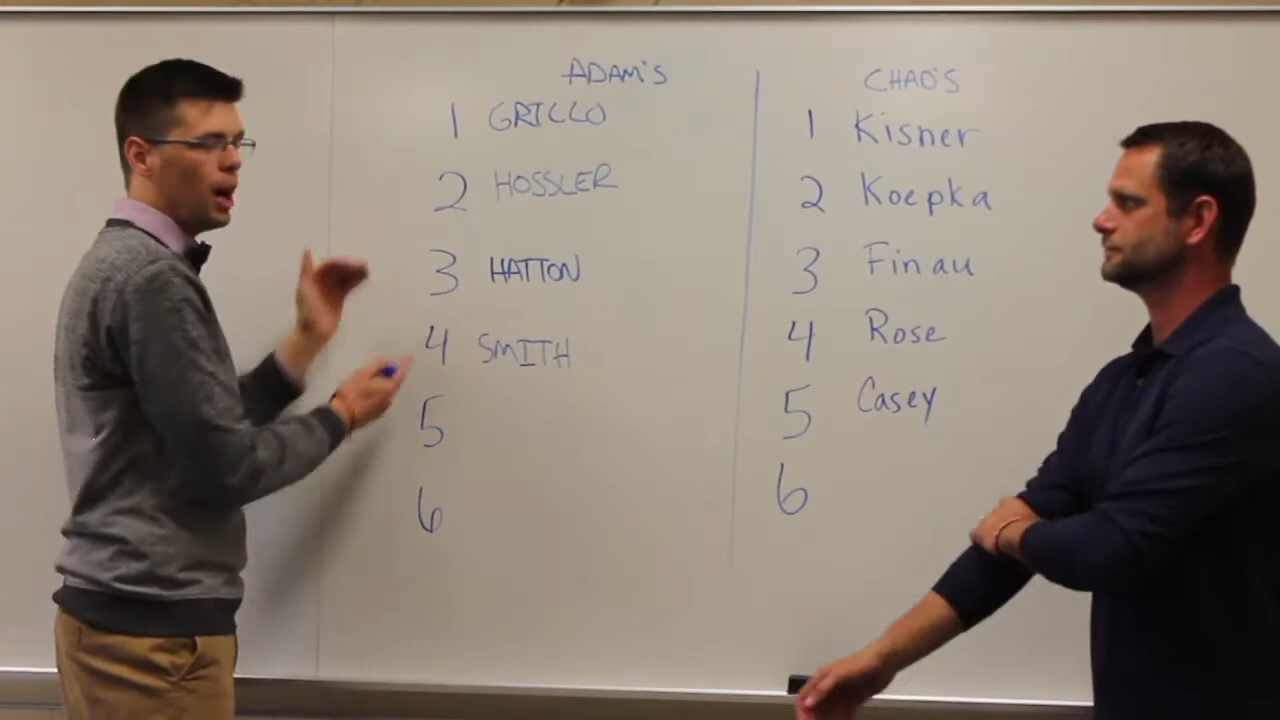 ADAM'S
1 GRILLO
2 HOSSLER
3 HATTON
4 SMITH
5
6
CHAD'S
1 Kisner
2 Koepka
3 Finau
4 Rose
5 Casey
6